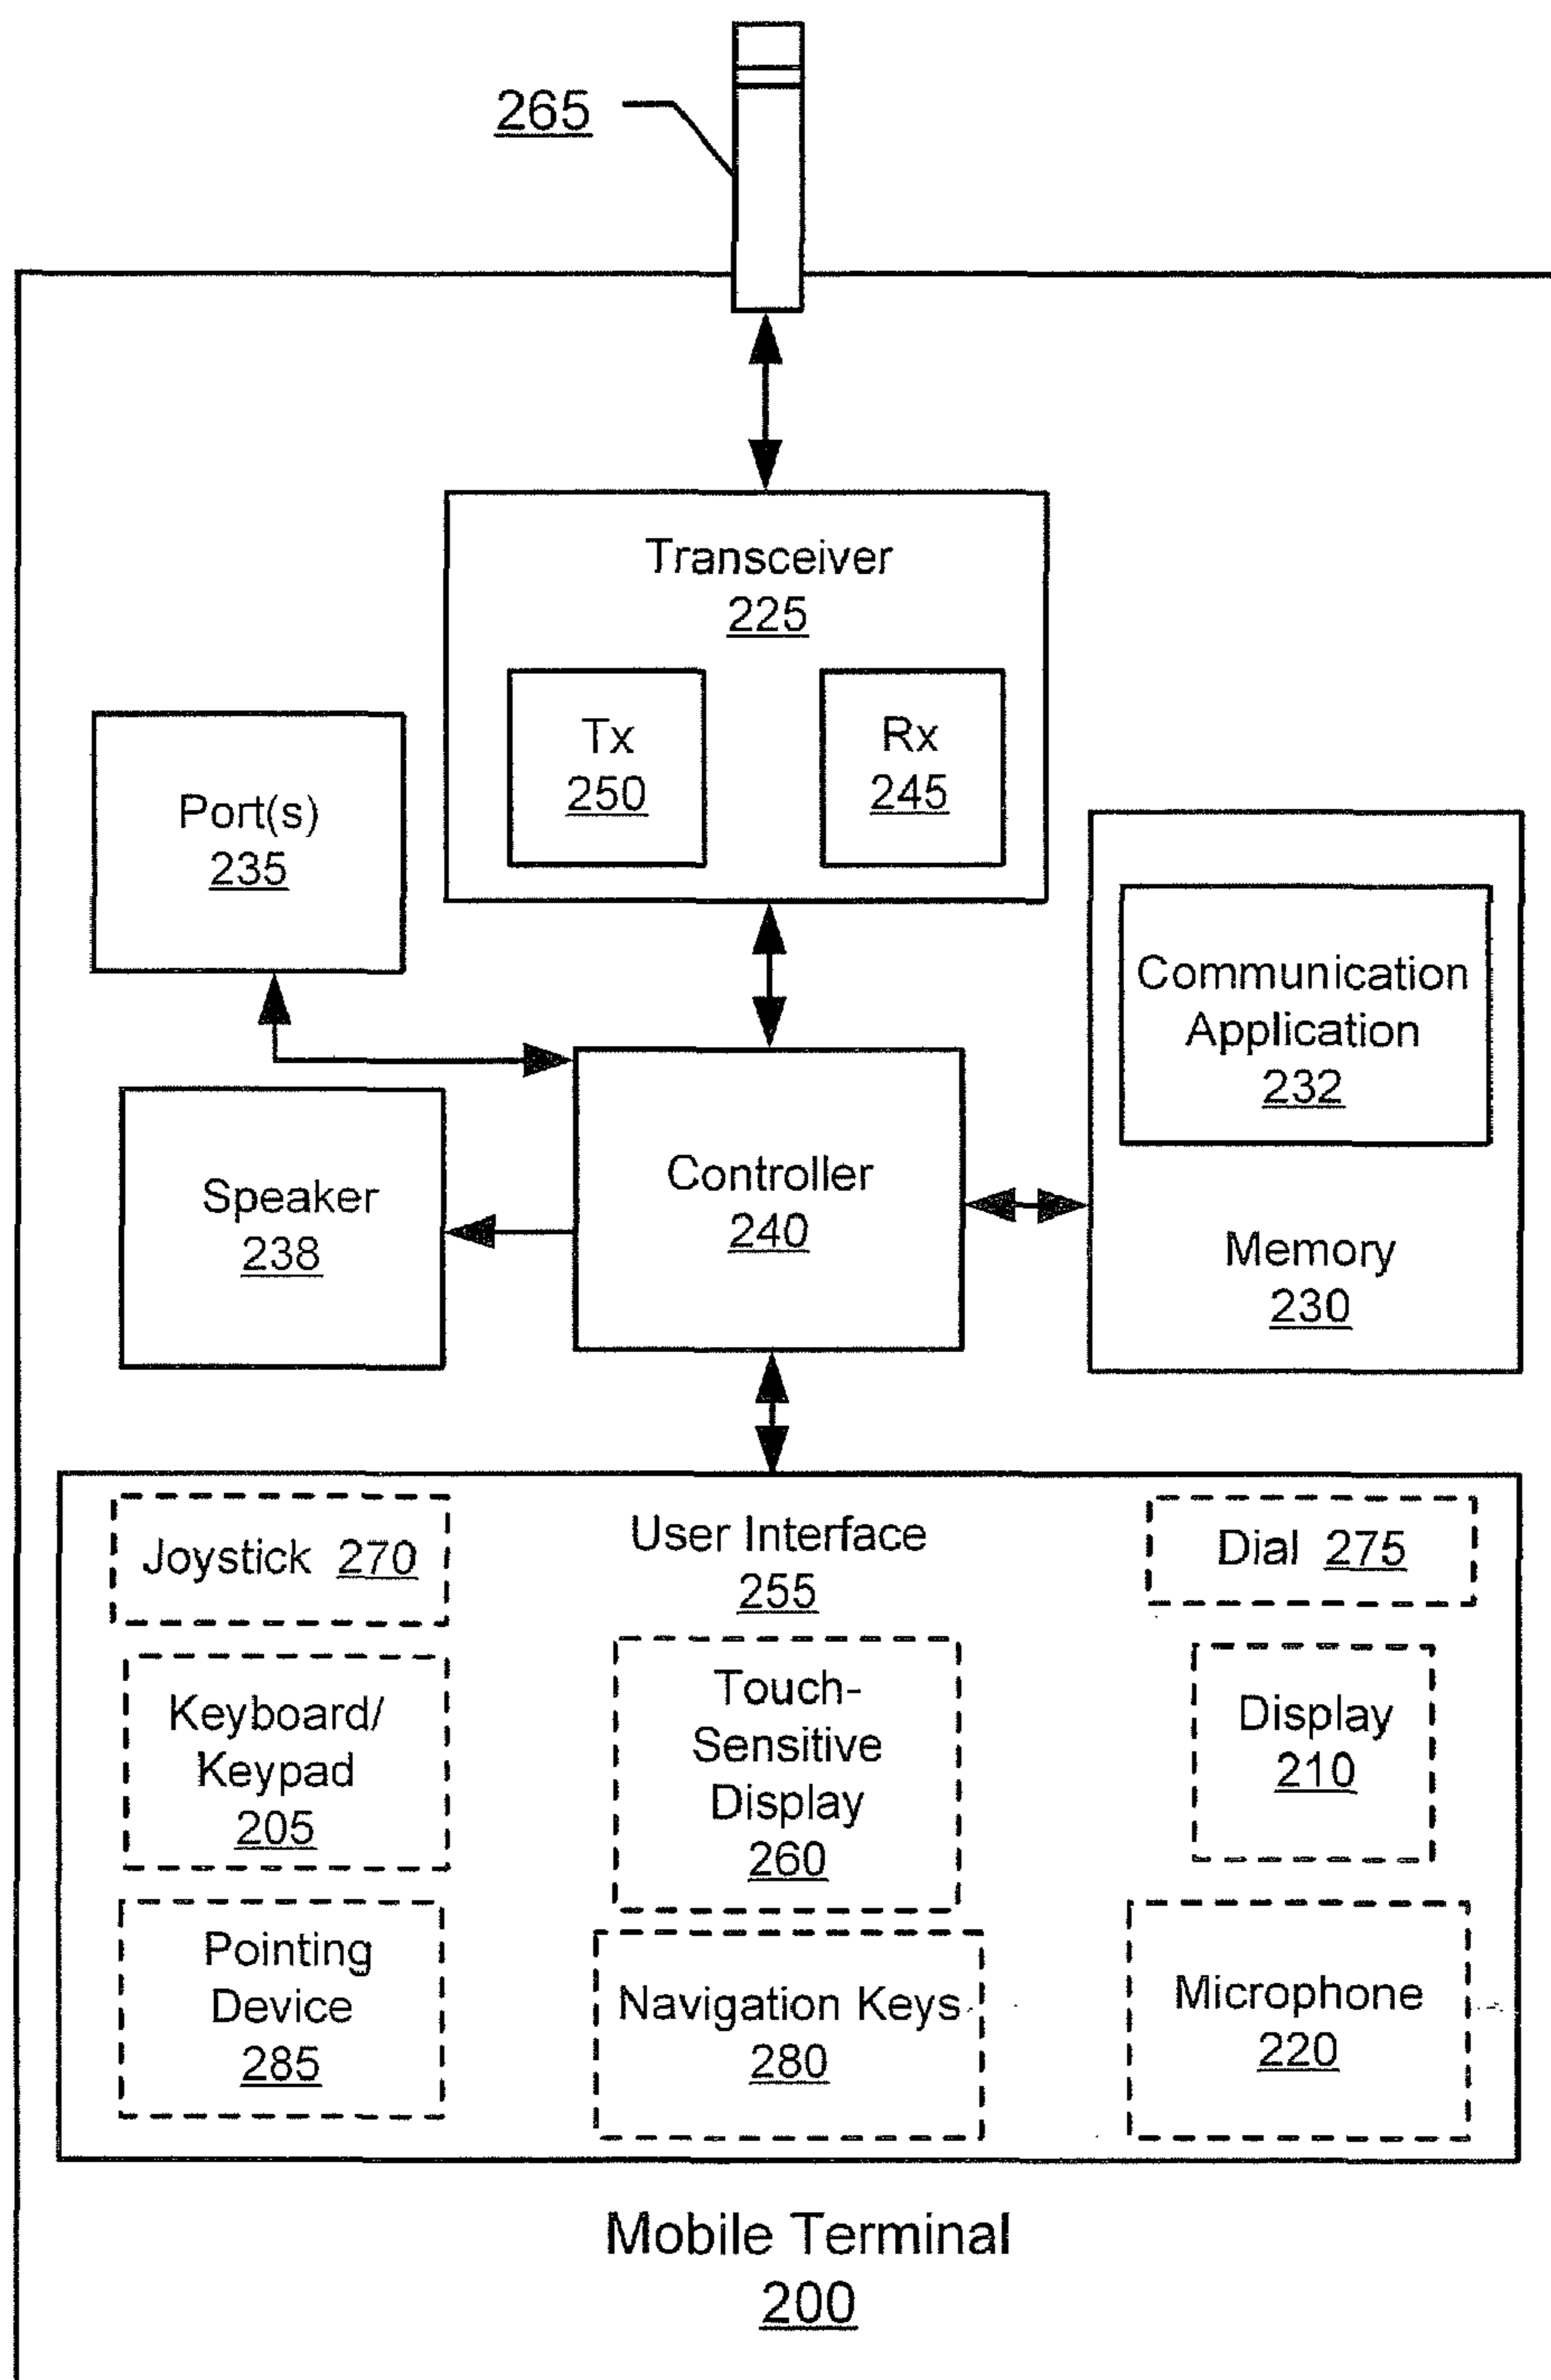 265
Transceiver
225
Tx
250
Rx
245
Port(s)
235
Communication
Application
232
Memory
230
Controller
240
Speaker
238
User Interface
255
Joystick 270
Dial 275
Keyboard/
Keypad
205
Touch-
Sensitive
Display
260
Display
210
Pointing
Device
285
Navigation Keys
280
Microphone
220
Mobile Terminal
200